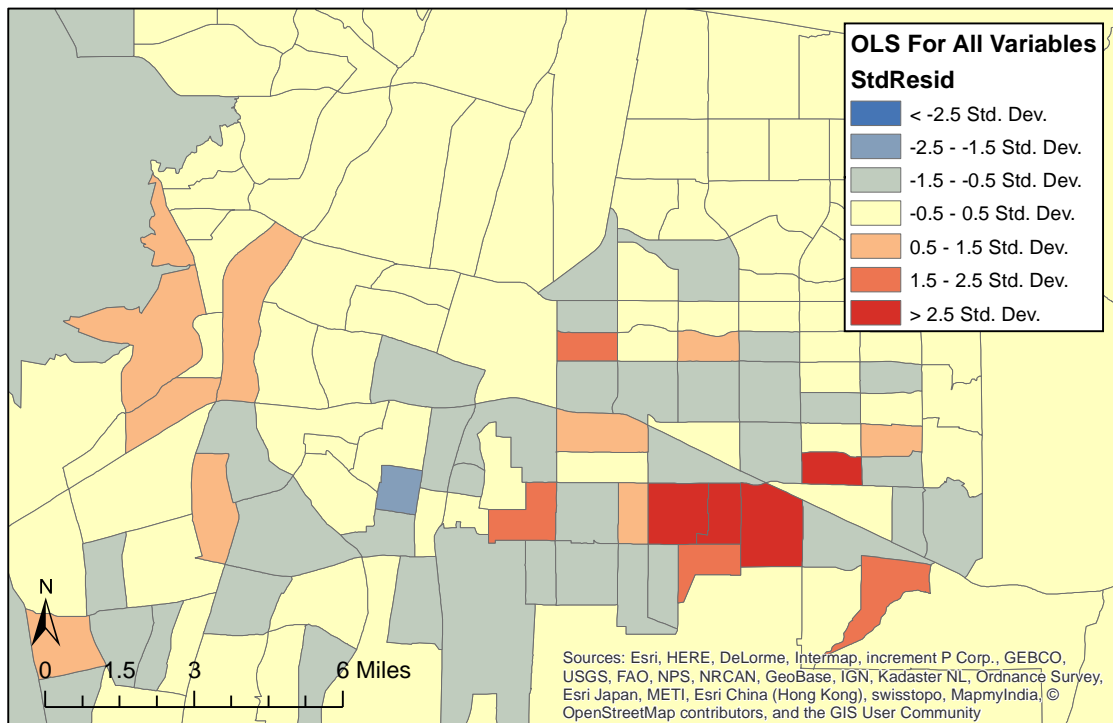 OLS For All Variables
StdResid
< -2.5 Std. Dev.
-2.5 - -1.5 Std. Dev.
-1.5 - -0.5 Std. Dev.
-0.5 - 0.5 Std. Dev.
0.5 - 1.5 Std. Dev.
1.5 - 2.5 Std. Dev.
> 2.5 Std. Dev.
N
0 1.5 3 6 Miles
Sources: Esri, HERE, DeLorme, Intermap, increment P Corp., GEBCO,
USGS, FAO, NPS, NRCAN, GeoBase, IGN, Kadaster NL, Ordnance Survey,
Esri Japan, METI, Esri China (Hong Kong), swisstopo, MapmyIndia, ©
OpenStreetMap contributors, and the GIS User Community